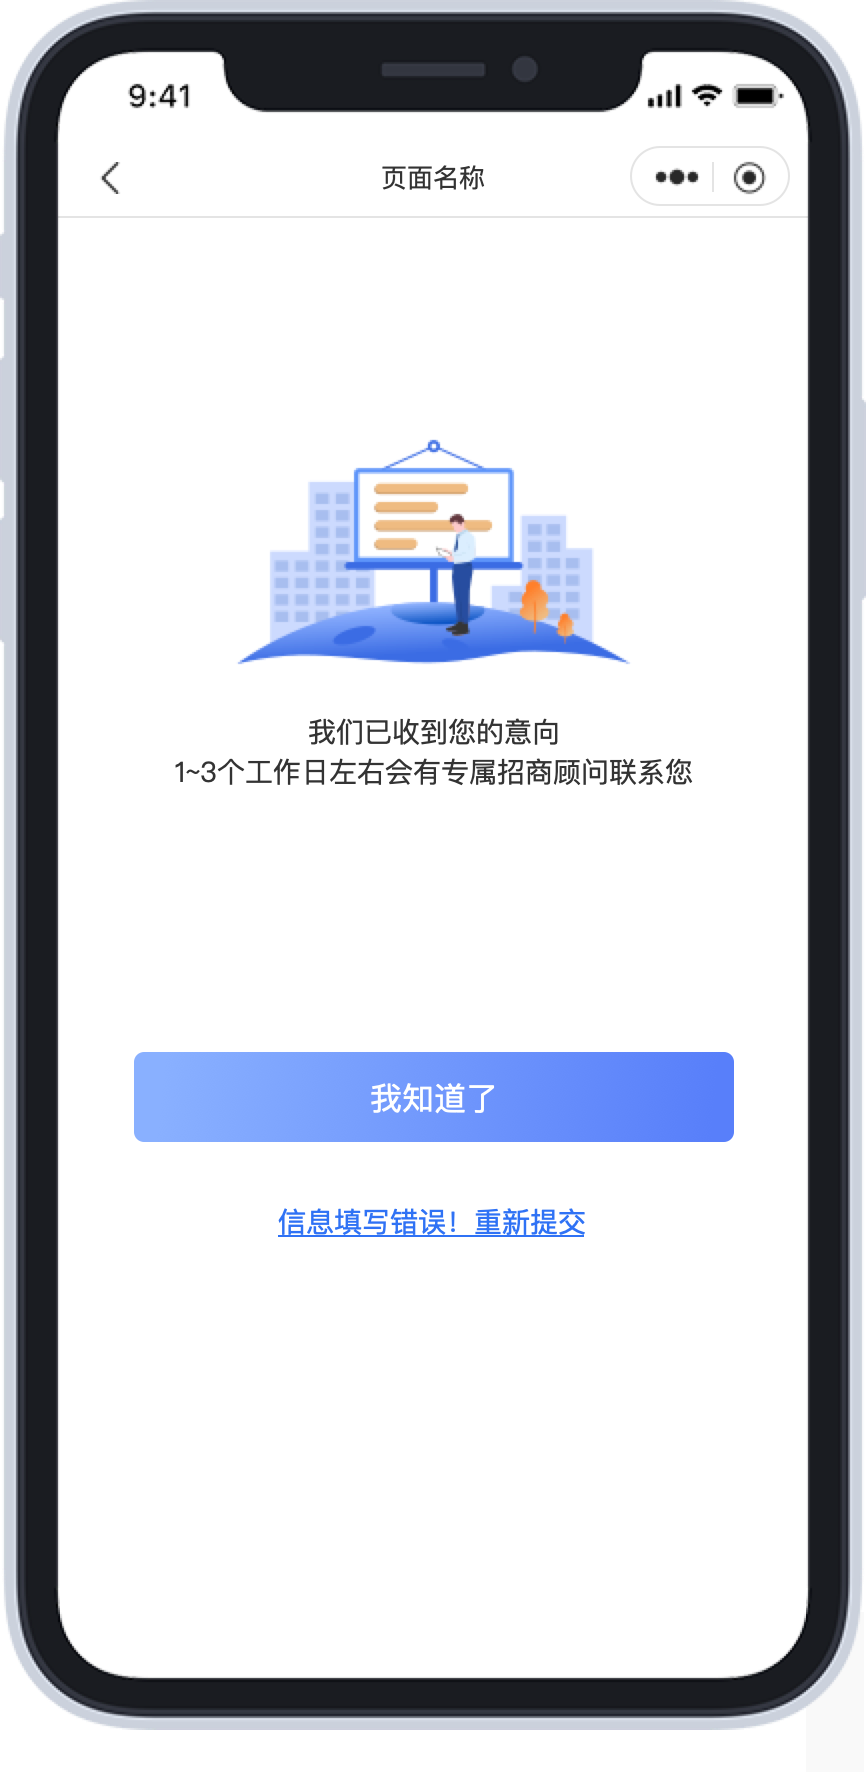 9:41
页面名称
我们已收到您的意向
1~3个工作日左右会有专属招商顾问联系您
我知道了
信息填写错误！重新提交